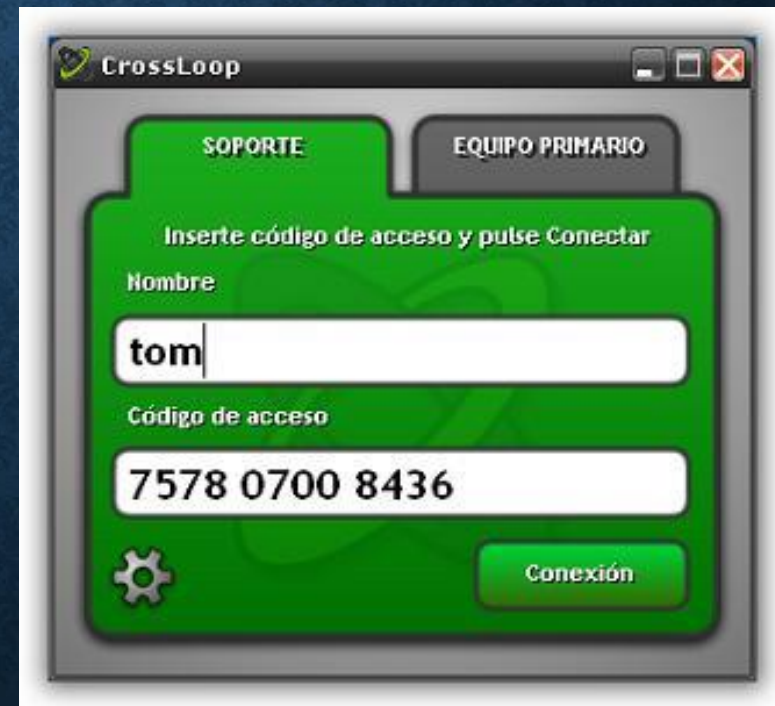 CrossLoop
SOPORTE
EQUIPO PRIMARIO
Inserte código de acceso y pulse Conectar
Nombre
tom
Código de acceso
7578 0700 8436
Conexión